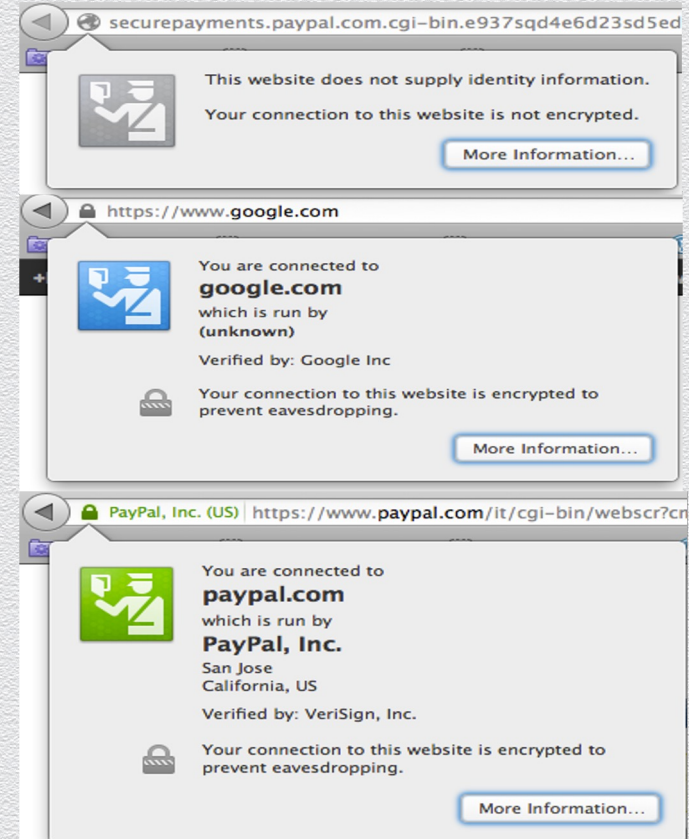 securepayments.paypal.com.cgi-bin.e937sqd4e6d23sd5ed
This website does not supply identity information.
Your connection to this website is not encrypted.
More Information...
https://www.google.com
You are connected to
google.com
which is run by
(unknown)
Verified by: Google Inc
Your connection to this website is encrypted to
prevent eavesdropping.
More Information...
PayPal, Inc. (US) https://www.paypal.com/it/cgi-bin/webscr?cm
You are connected to
paypal.com
which is run by
PayPal, Inc.
San Jose
California, US
Verified by: VeriSign, Inc.
Your connection to this website is encrypted to
prevent eavesdropping.
More Information...